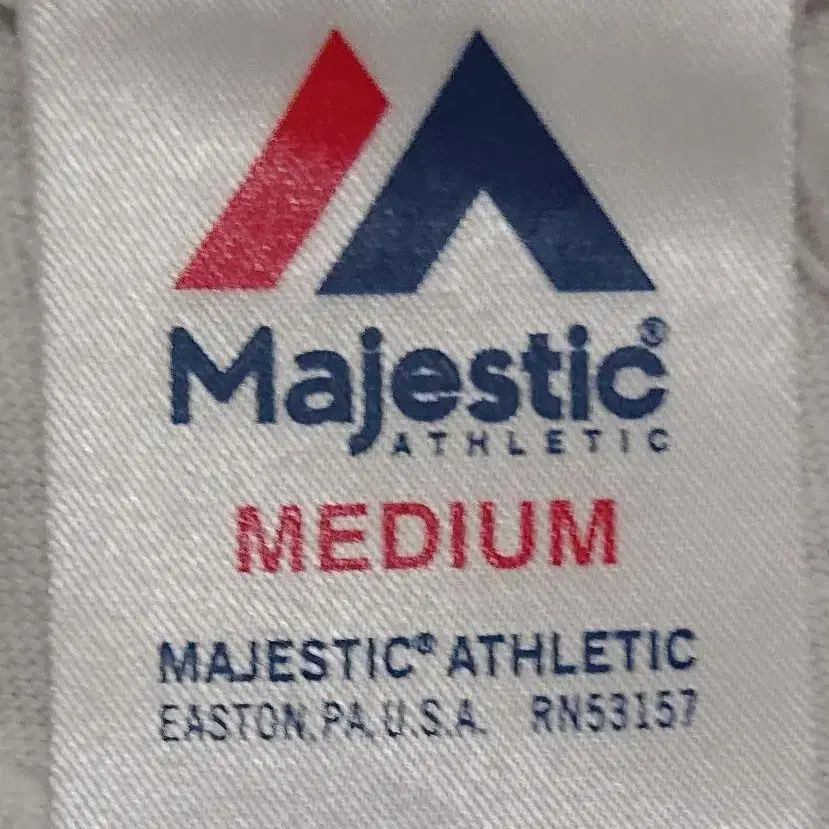 Majestic®
ATHLETIC
MEDIUM
MAJESTIC® ATHLETIC
EASTON, PA, U.S.A. RN53157